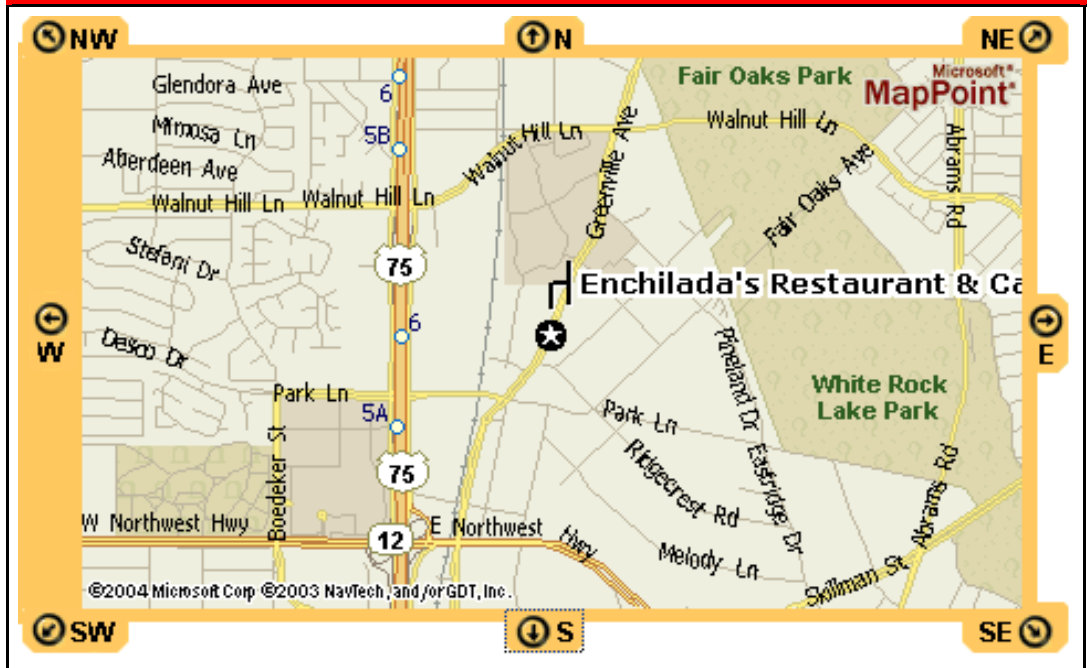 NW
N
NE
Glendora Ave
6
Fair Oaks Park
Microsoft®
MapPoint®
Mimosa Ln
5B
Walnut Hill Ln
Walnut Hill Ln
Greenville Ave
Abrams Rd
Aberdeen Ave
Fair Oaks Ave
Walnut Hill Ln
Walnut Hill Ln
Stefani Dr
75
Enchilada's Restaurant & Ca
W
6
E
Desco Dr
Pineland Dr
White Rock
Lake Park
Park Ln
5A
Park Ln
Boedeker St
75
Ridgecrest Rd
Eastridge Dr
Abrams Rd
W Northwest Hwy
12
E Northwest Hwy
Melody Ln
Skillman St
©2004 Microsoft Corp ©2003 NavTech, and/or GDT, Inc.
SW
S
SE